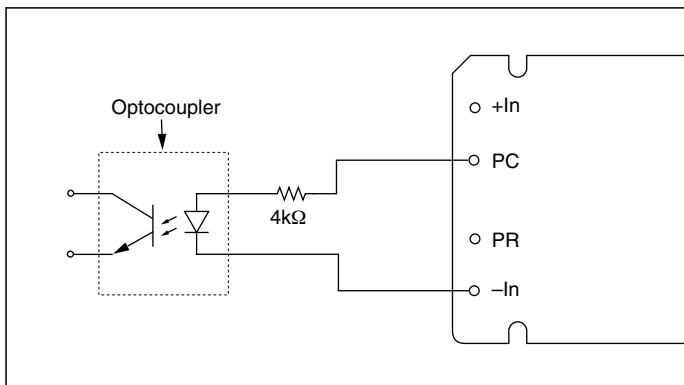 Optocoupler
4kΩ
+In
PC
PR
–In